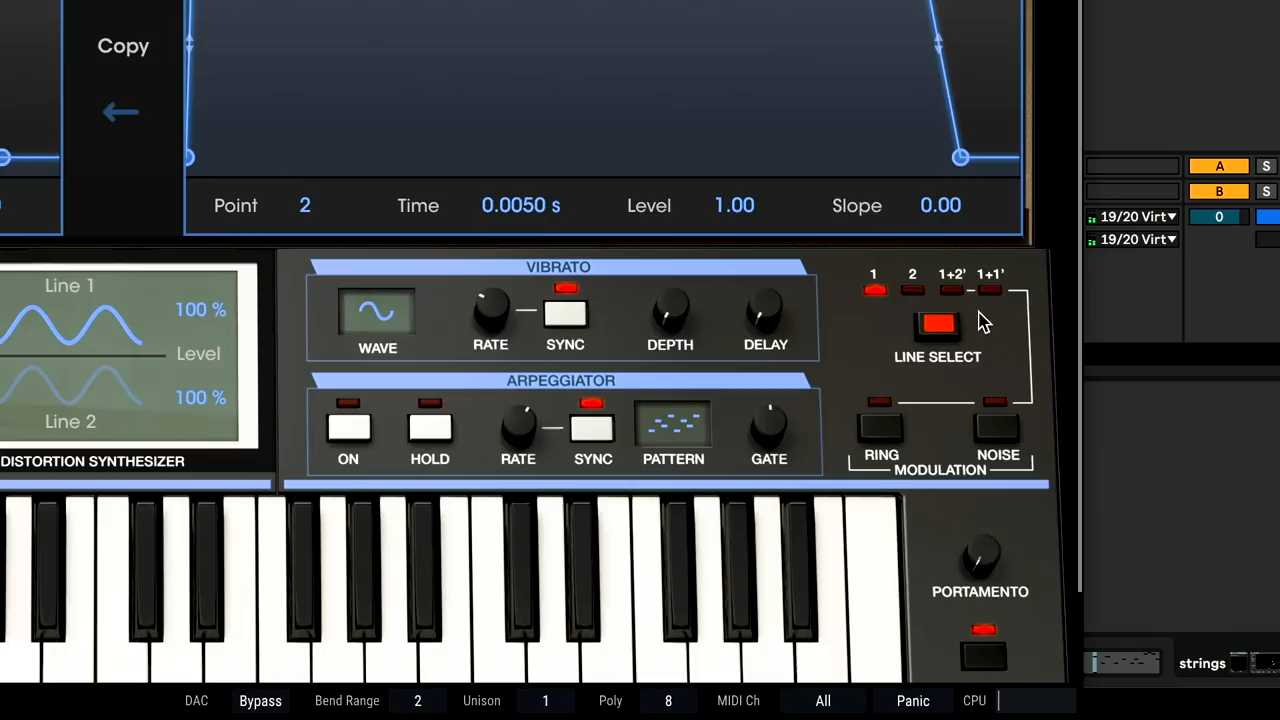 Copy
Point 2 Time 0.0050 s Level 1.00 Slope 0.00
A S
B S
19/20 Virt▾ 0
19/20 Virt▾
Line 1
100 %
Level
100 %
Line 2
DISTORTION SYNTHESIZER
VIBRATO
WAVE RATE SYNC DEPTH DELAY
ARPEGGIATOR
ON HOLD RATE SYNC PATTERN GATE
1 2 1+2' 1+1'
LINE SELECT
RING NOISE
MODULATION
PORTAMENTO
strings
DAC Bypass Bend Range 2 Unison 1 Poly 8 MIDI Ch All Panic CPU